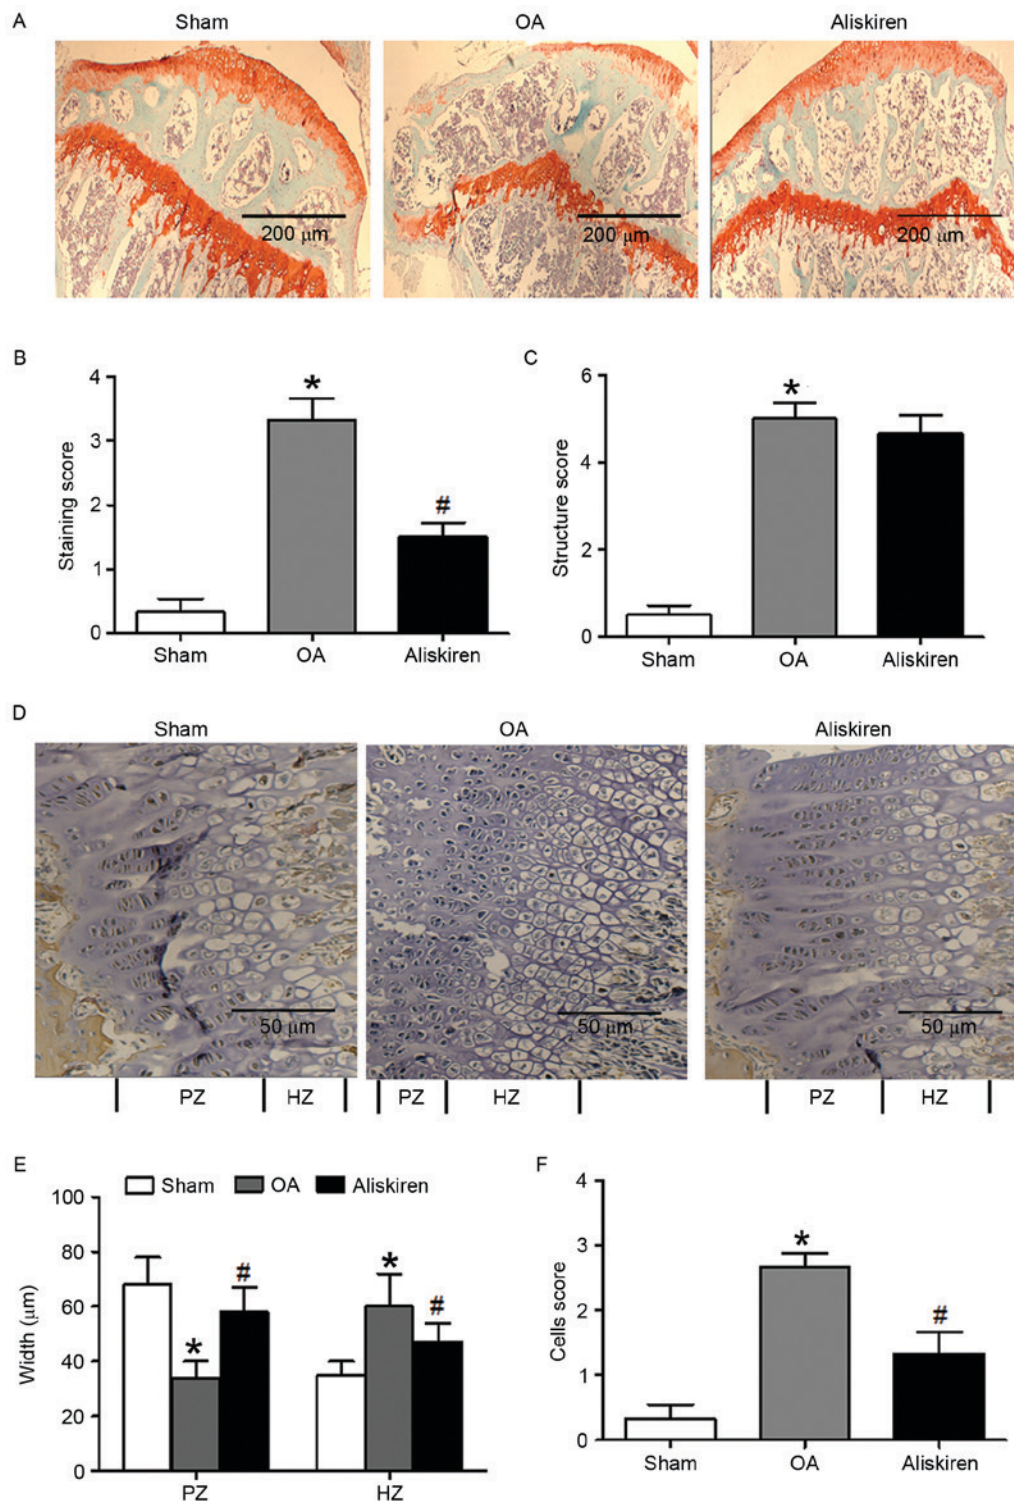 A
Sham OA Aliskiren
200 μm 200 μm 200 μm
B
Staining score
4
3
2
1
0
*
#
Sham OA Aliskiren
C
Structure score
6
4
2
0
*
Sham OA Aliskiren
D
Sham OA Aliskiren
50 μm 50 μm 50 μm
PZ HZ PZ HZ PZ HZ
E
Sham OA Aliskiren
Width (μm)
100
80
60
40
20
0
*
#
*
#
PZ HZ
F
Cells score
4
3
2
1
0
*
#
Sham OA Aliskiren